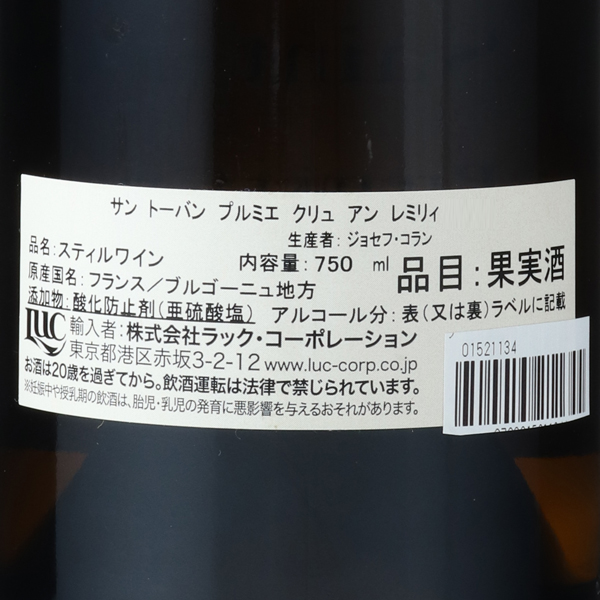 サン トーバン プルミエ クリュ アン レミリィ
生産者：ジョセフ・コラン
品名：スティルワイン 内容量：750 ml
原産国名：フランス／ブルゴーニュ地方 品目：果実酒
添加物：酸化防止剤（亜硫酸塩） アルコール分：表（又は裏）ラベルに記載
LUC 輸入者：株式会社ラック・コーポレーション
東京都港区赤坂3-2-12 www.luc-corp.co.jp
お酒は20歳を過ぎてから。飲酒運転は法律で禁じられています。
※妊娠中や授乳期の飲酒は、胎児・乳児の発育に悪影響を与えるおそれがあります。
01521134